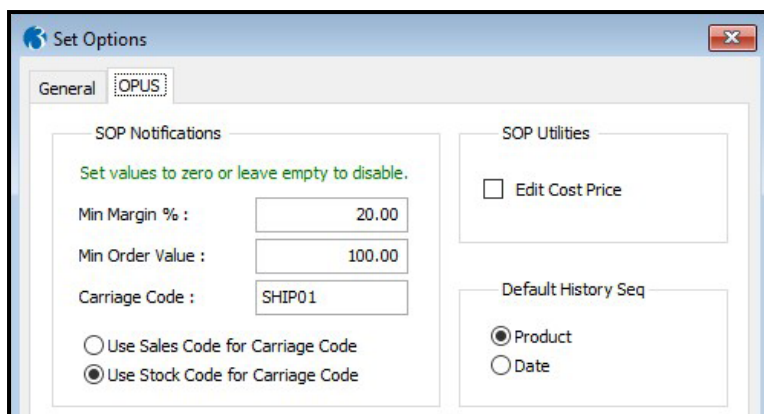 Set Options
General
OPUS
SOP Notifications
Set values to zero or leave empty to disable.
Min Margin % :
20.00
Min Order Value :
100.00
Carriage Code :
SHIP01
Use Sales Code for Carriage Code
Use Stock Code for Carriage Code
SOP Utilities
Edit Cost Price
Default History Seq
Product
Date